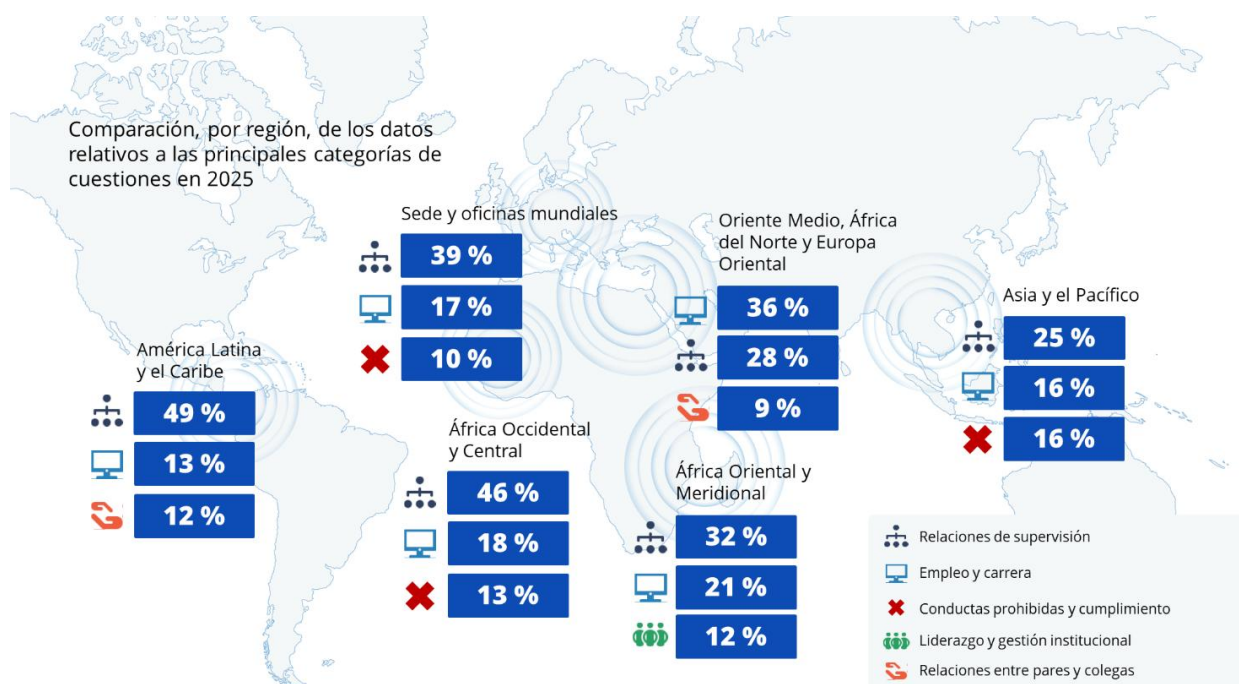 Comparación, por región, de los datos
relativos a las principales categorías de
cuestiones en 2025
Sede y oficinas mundiales
39 %
17 %
10 %
Oriente Medio, África
del Norte y Europa
Oriental
36 %
28 %
9 %
Asia y el Pacífico
25 %
16 %
16 %
América Latina
y el Caribe
49 %
13 %
12 %
África Occidental
y Central
46 %
18 %
13 %
África Oriental y
Meridional
32 %
21 %
12 %
Relaciones de supervisión
Empleo y carrera
Conductas prohibidas y cumplimiento
Liderazgo y gestión institucional
Relaciones entre pares y colegas